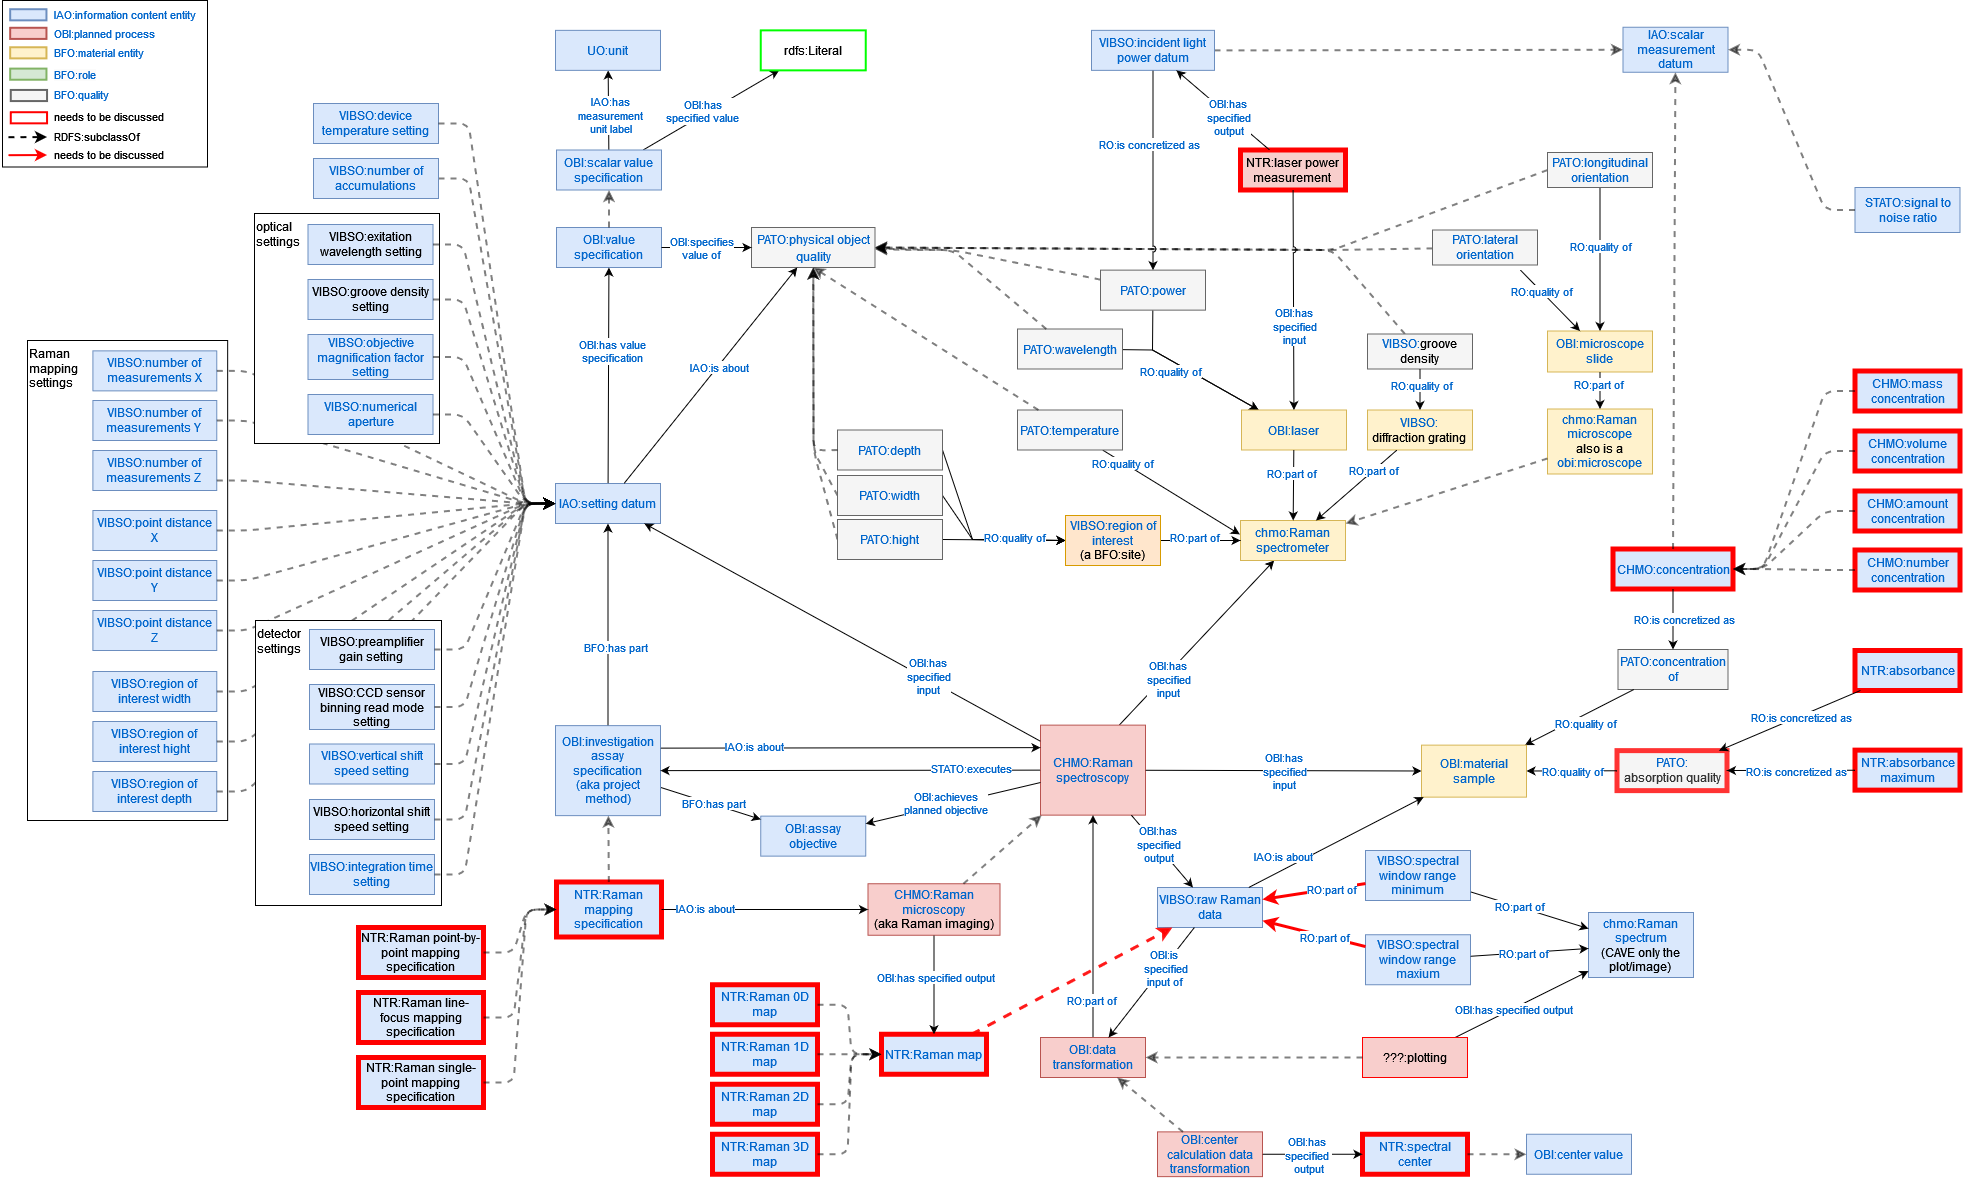 IAO:information content entity
OBI:planned process
BFO:material entity
BFO:role
BFO:quality
needs to be discussed
RDFS:subclassOf
needs to be discussed
UO:unit
rdfs:Literal
VIBSO:incident light
power datum
IAO:scalar
measurement
datum
IAO:has
measurement
unit label
OBI:has
specified value
OBI:has
specified
output
RO:is concretized as
VIBSO:device
temperature setting
VIBSO:number of
accumulations
OBI:scalar value
specification
NTR:laser power
measurement
PATO:longitudinal
orientation
STATO:signal to
noise ratio
optical
settings
VIBSO:exitation
wavelength setting
VIBSO:groove density
setting
VIBSO:objective
magnification factor
setting
VIBSO:numerical
aperture
OBI:value
specification
OBI:specifies
value of
PATO:physical object
quality
PATO:lateral
orientation
RO:quality of
RO:quality of
PATO:power
OBI:has
specified
input
PATO:wavelength
RO:quality of
VIBSO:groove
density
RO:quality of
OBI:microscope
slide
RO:part of
OBI:has value
specification
IAO:is about
Raman
mapping
settings
VIBSO:number of
measurements X
VIBSO:number of
measurements Y
VIBSO:number of
measurements Z
VIBSO:point distance
X
VIBSO:point distance
Y
VIBSO:point distance
Z
VIBSO:region of
interest width
VIBSO:region of
interest hight
VIBSO:region of
interest depth
PATO:temperature
RO:quality of
OBI:laser
RO:part of
VIBSO:
diffraction grating
RO:part of
chmo:Raman
microscope
also is a
obi:microscope
CHMO:mass
concentration
CHMO:volume
concentration
CHMO:amount
concentration
CHMO:number
concentration
PATO:depth
PATO:width
PATO:hight
RO:quality of
VIBSO:region of
interest
(a BFO:site)
RO:part of
chmo:Raman
spectrometer
IAO:setting datum
CHMO:concentration
RO:is concretized as
PATO:concentration
of
RO:quality of
NTR:absorbance
RO:is concretized as
PATO:
absorption quality
RO:quality of
RO:is concretized as
NTR:absorbance
maximum
detector
settings
VIBSO:preamplifier
gain setting
VIBSO:CCD sensor
binning read mode
setting
VIBSO:vertical shift
speed setting
VIBSO:horizontal shift
speed setting
VIBSO:integration time
setting
BFO:has part
OBI:has
specified
input
OBI:has
specified
input
OBI:investigation
assay
specification
(aka project
method)
IAO:is about
STATO:executes
BFO:has part
OBI:achieves
planned objective
OBI:assay
objective
CHMO:Raman
spectroscopy
OBI:has
specified
input
OBI:material
sample
OBI:has
specified
output
IAO:is about
NTR:Raman
mapping
specification
IAO:is about
CHMO:Raman
microscopy
(aka Raman imaging)
VIBSO:raw Raman
data
RO:part of
VIBSO:spectral
window range
minimum
RO:part of
RO:part of
VIBSO:spectral
window range
maxium
RO:part of
chmo:Raman
spectrum
(CAVE only the
plot/image)
NTR:Raman point-by-
point mapping
specification
NTR:Raman line-
focus mapping
specification
NTR:Raman single-
point mapping
specification
OBI:has specified output
OBI:is
specified
input of
RO:part of
OBI:has specified output
NTR:Raman 0D
map
NTR:Raman 1D
map
NTR:Raman 2D
map
NTR:Raman 3D
map
NTR:Raman map
OBI:data
transformation
???:plotting
OBI:center
calculation data
transformation
OBI:has
specified
output
NTR:spectral
center
OBI:center value